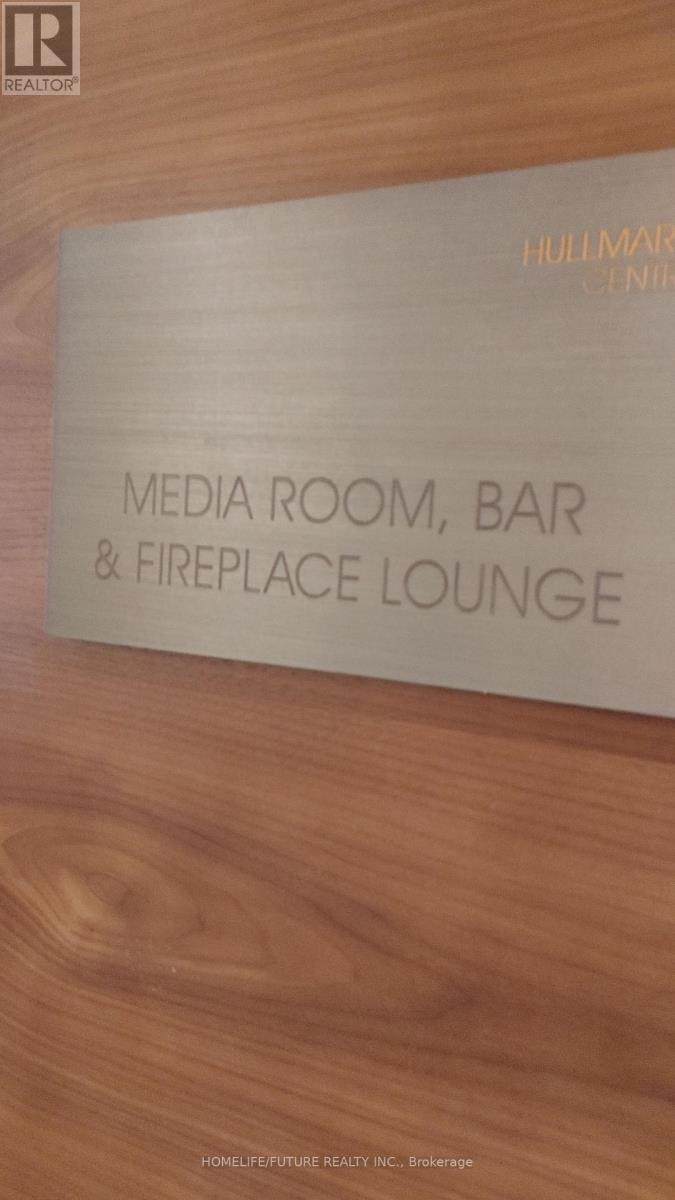 REALTOR®
HULLMAR
CENTR
MEDIA ROOM, BAR
& FIREPLACE LOUNGE
HOMELIFE/FUTURE REALTY INC., Brokerage